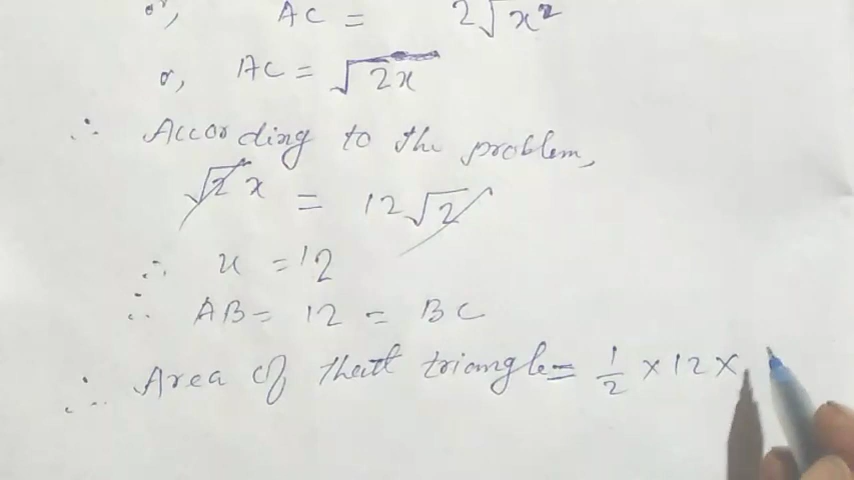 or, AC = 2√x²
or, AC = √2x
∴ According to the problem,
√2 x = 12√2
∴ x = 12
∴ AB = 12 = BC
∴ Area of that triangle = 1/2 × 12 ×